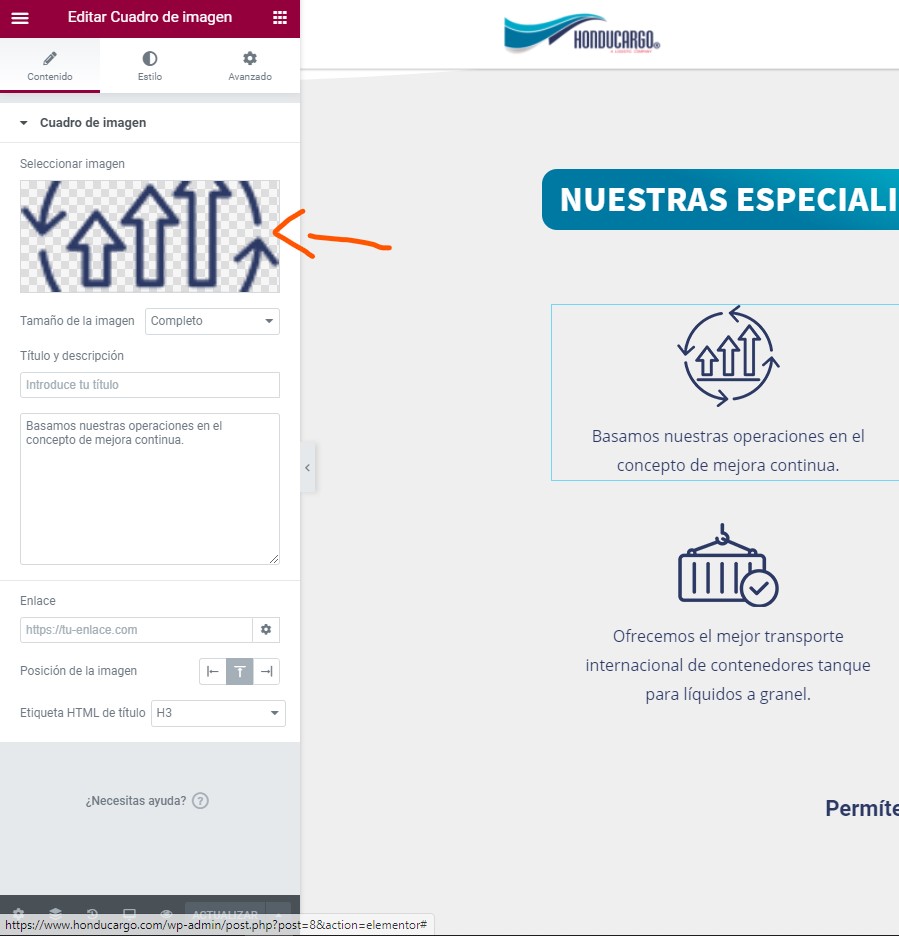 Editar Cuadro de imagen
Contenido
Estilo
Avanzado
Cuadro de imagen
Seleccionar imagen
Tamaño de la imagen
Completo
Título y descripción
Introduce tu título
Basamos nuestras operaciones en el
concepto de mejora continua.
Enlace
https://tu-enlace.com
Posición de la imagen
Etiqueta HTML de título
H3
¿Necesitas ayuda? ?
ACTUALIZAR
https://www.honducargo.com/wp-admin/post.php?post=8&action=elementor#
HONDUCARGO
A LOGISTIC COMPANY
NUESTRAS ESPECIALI
Basamos nuestras operaciones en el
concepto de mejora continua.
Ofrecemos el mejor transporte
internacional de contenedores tanque
para líquidos a granel.
Permíte